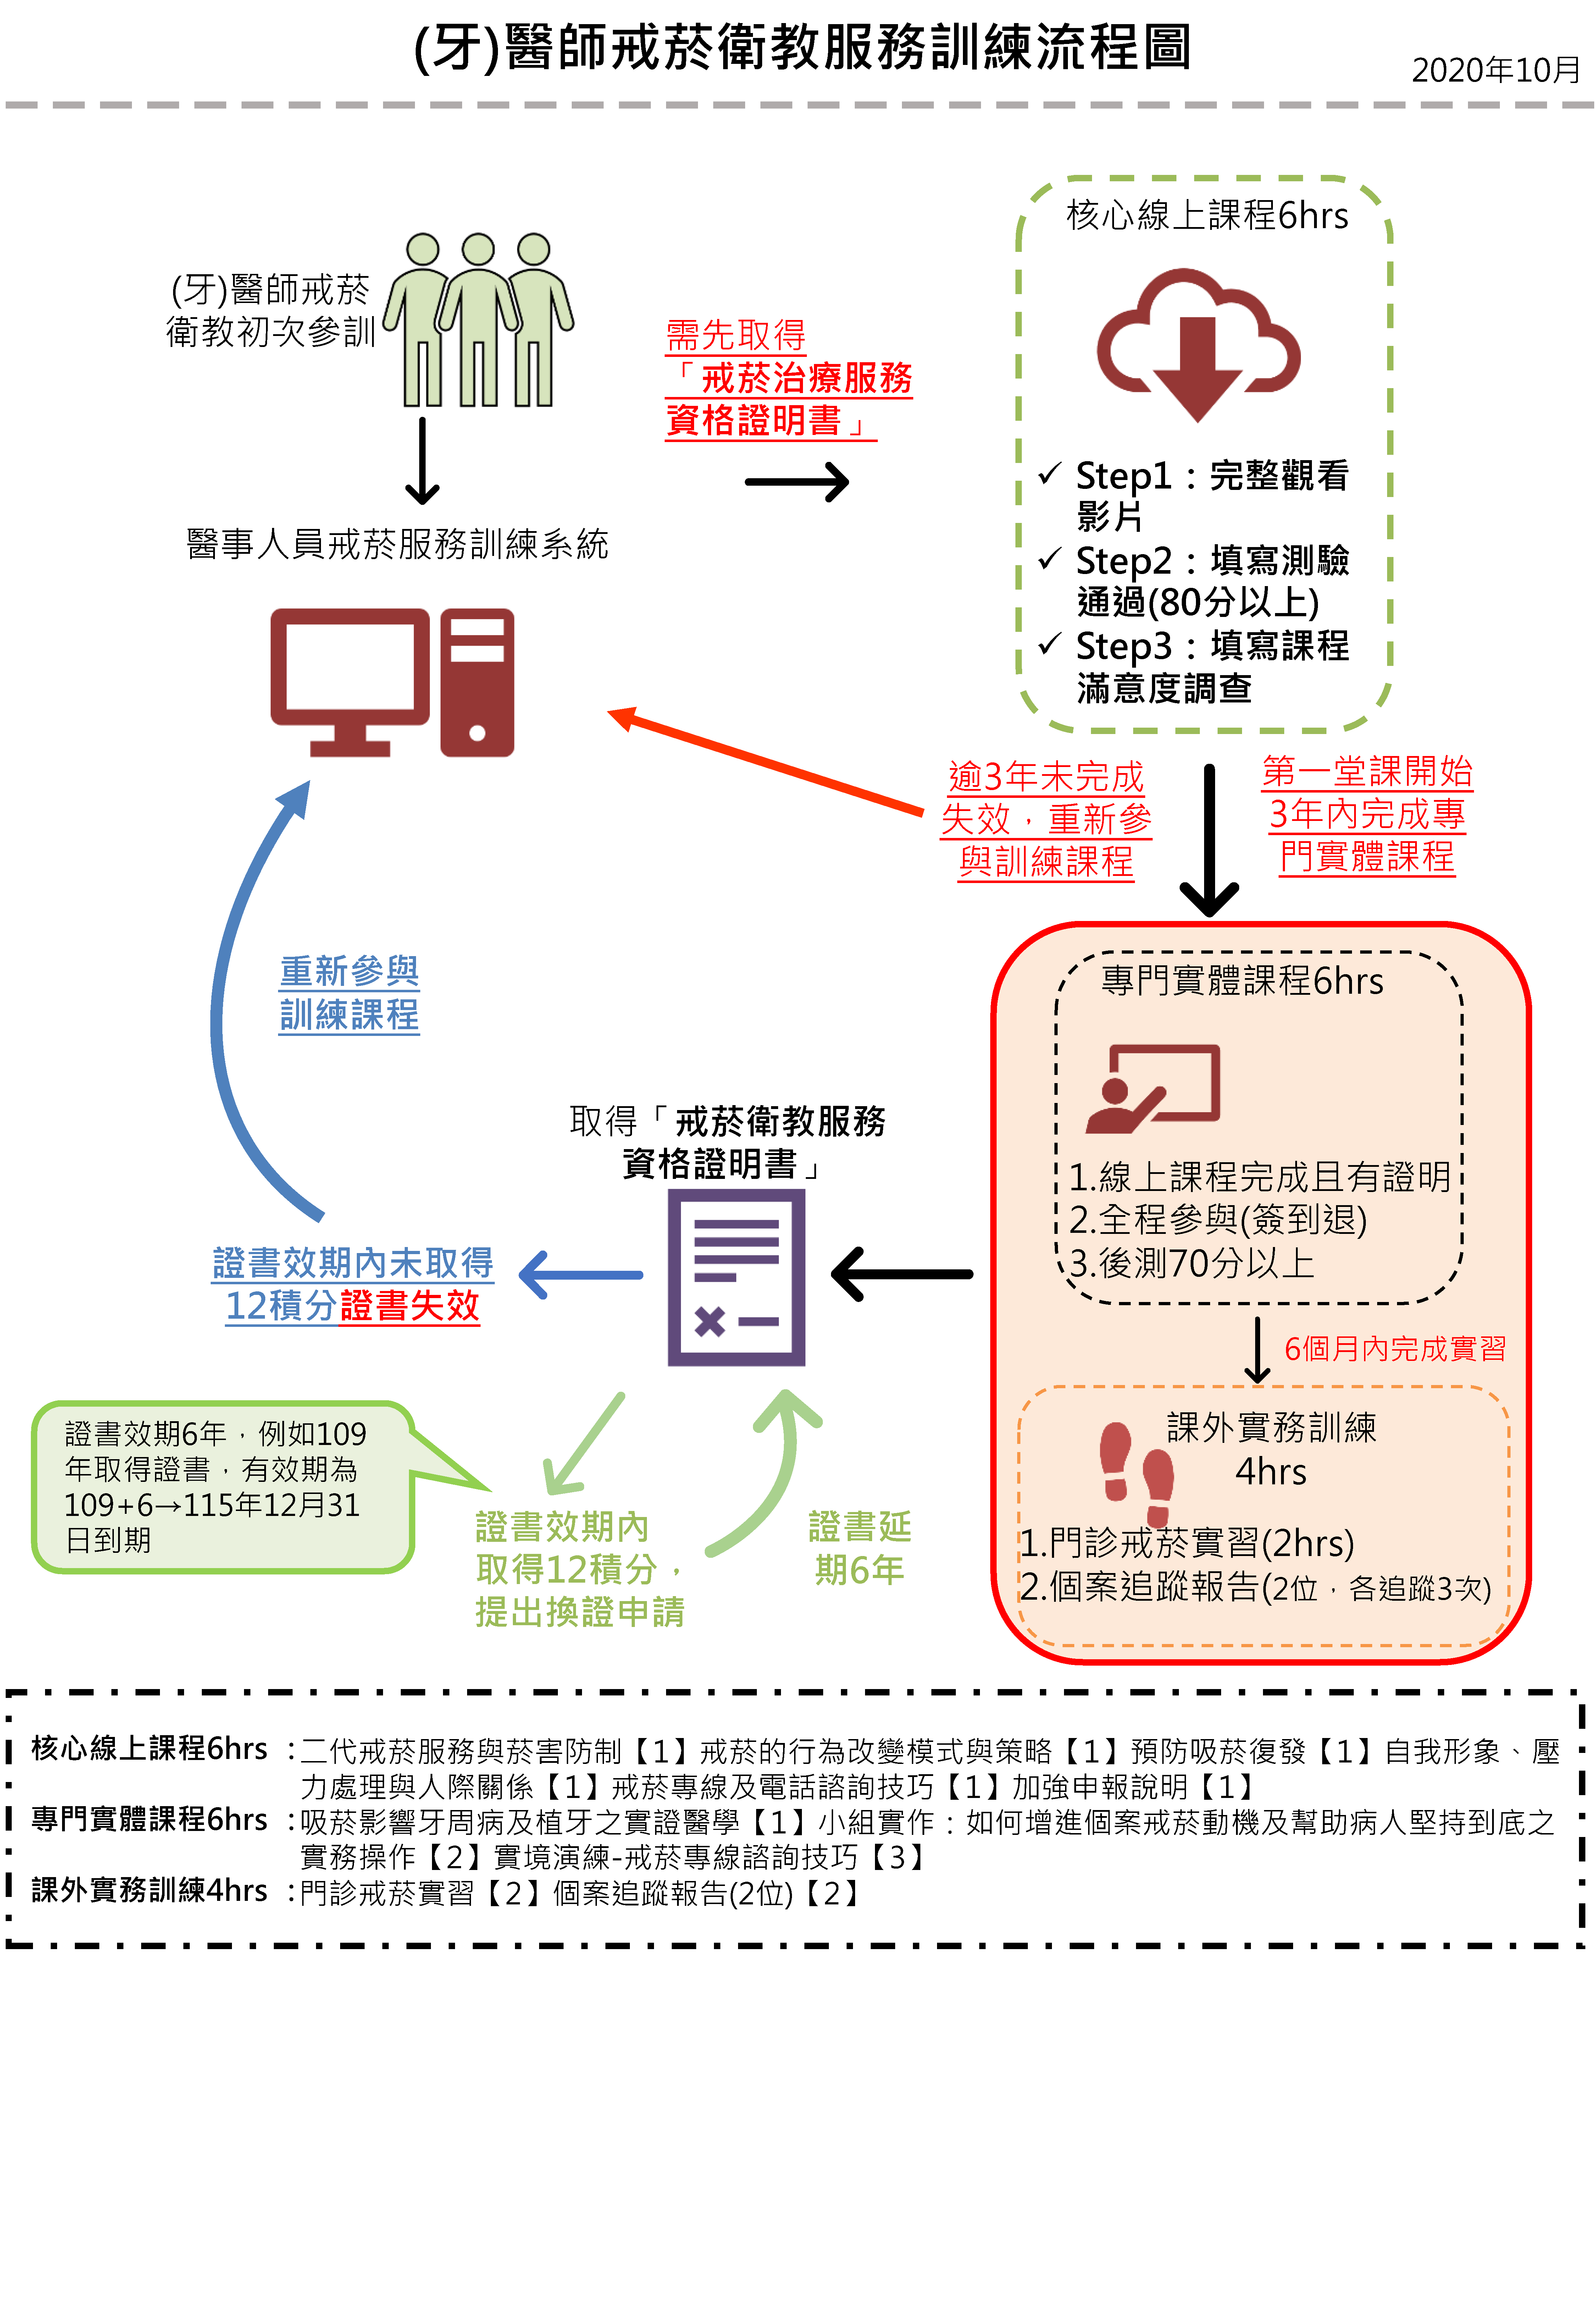 (牙)醫師戒菸衛教服務訓練流程圖
2020年10月
(牙)醫師戒菸
衛教初次參訓
醫事人員戒菸服務訓練系統
需先取得
「戒菸治療服務
資格證明書」
核心線上課程6hrs
✓ Step1：完整觀看
影片
✓ Step2：填寫測驗
通過(80分以上)
✓ Step3：填寫課程
滿意度調查
逾3年未完成
失效，重新參
與訓練課程
第一堂課開始
3年內完成專
門實體課程
專門實體課程6hrs
1.線上課程完成且有證明
2.全程參與(簽到退)
3.後測70分以上
6個月內完成實習
課外實務訓練
4hrs
1.門診戒菸實習(2hrs)
2.個案追蹤報告(2位，各追蹤3次)
取得「戒菸衛教服務
資格證明書」
重新參與
訓練課程
證書效期內未取得
12積分證書失效
證書效期6年，例如109
年取得證書，有效期為
109+6→115年12月31
日到期
證書效期內
取得12積分，
提出換證申請
證書延
期6年
核心線上課程6hrs ：二代戒菸服務與菸害防制【1】戒菸的行為改變模式與策略【1】預防吸菸復發【1】自我形象、壓
力處理與人際關係【1】戒菸專線及電話諮詢技巧【1】加強申報說明【1】
專門實體課程6hrs ：吸菸影響牙周病及植牙之實證醫學【1】小組實作：如何增進個案戒菸動機及幫助病人堅持到底之
實務操作【2】實境演練-戒菸專線諮詢技巧【3】
課外實務訓練4hrs ：門診戒菸實習【2】個案追蹤報告(2位)【2】